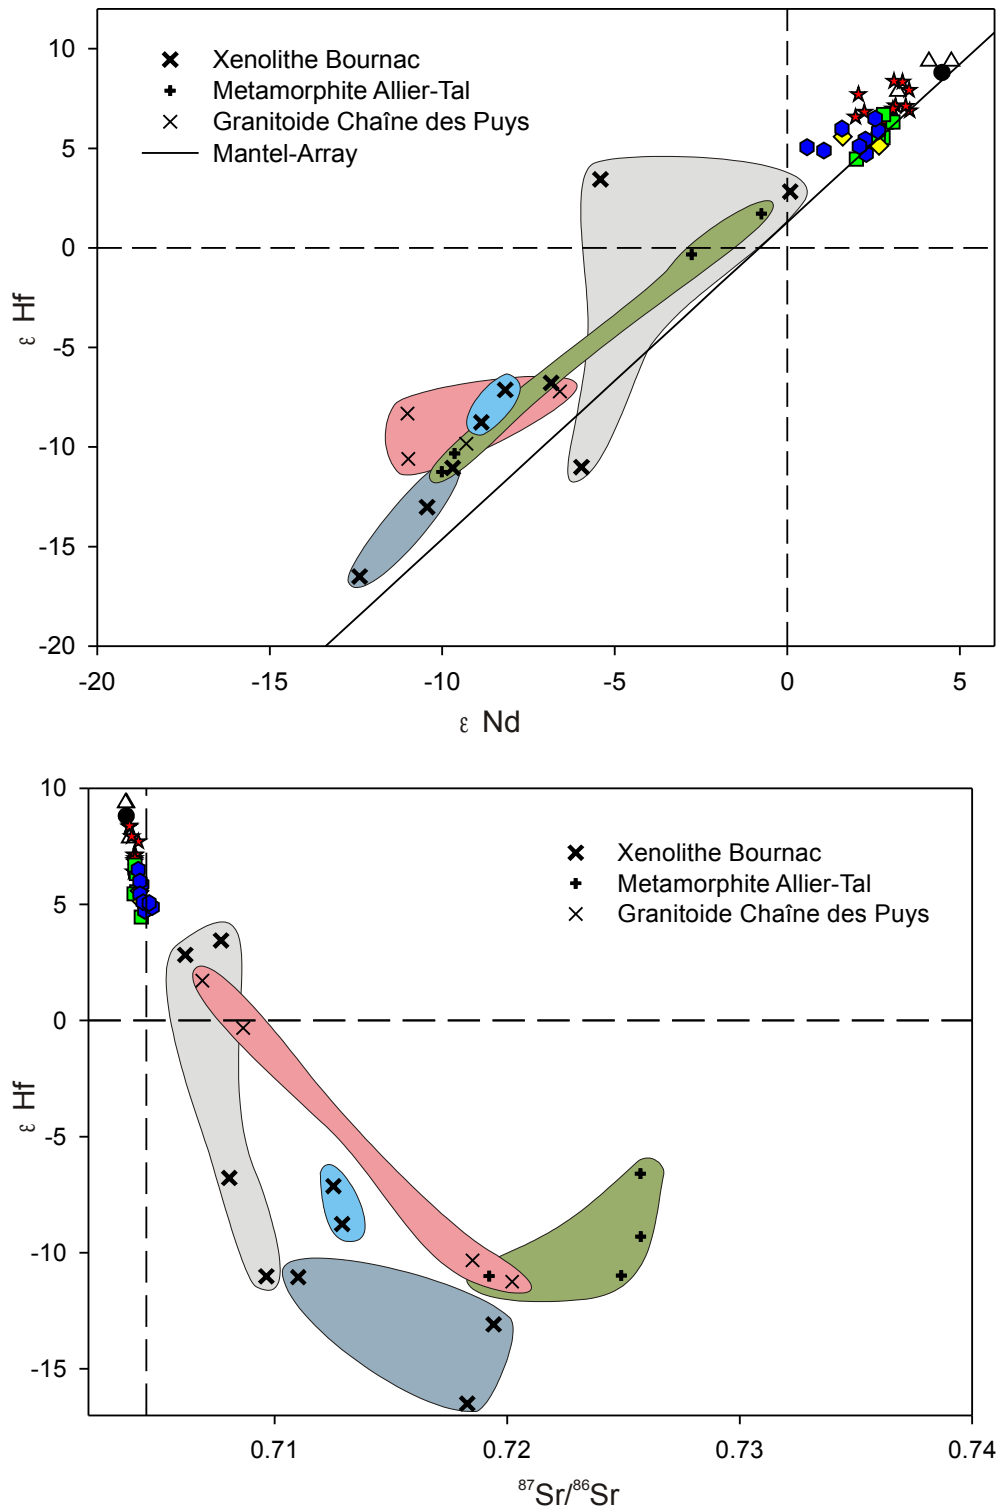 10
5
0
-5
-10
-15
-20
ε Hf
Xenolithe Bournac
Metamorphite Allier-Tal
Granitoide Chaîne des Puys
Mantel-Array
-20 -15 -10 -5 0 5
ε Nd
10
5
0
-5
-10
-15
ε Hf
Xenolithe Bournac
Metamorphite Allier-Tal
Granitoide Chaîne des Puys
0.71 0.72 0.73 0.74
⁸⁷Sr/⁸⁶Sr